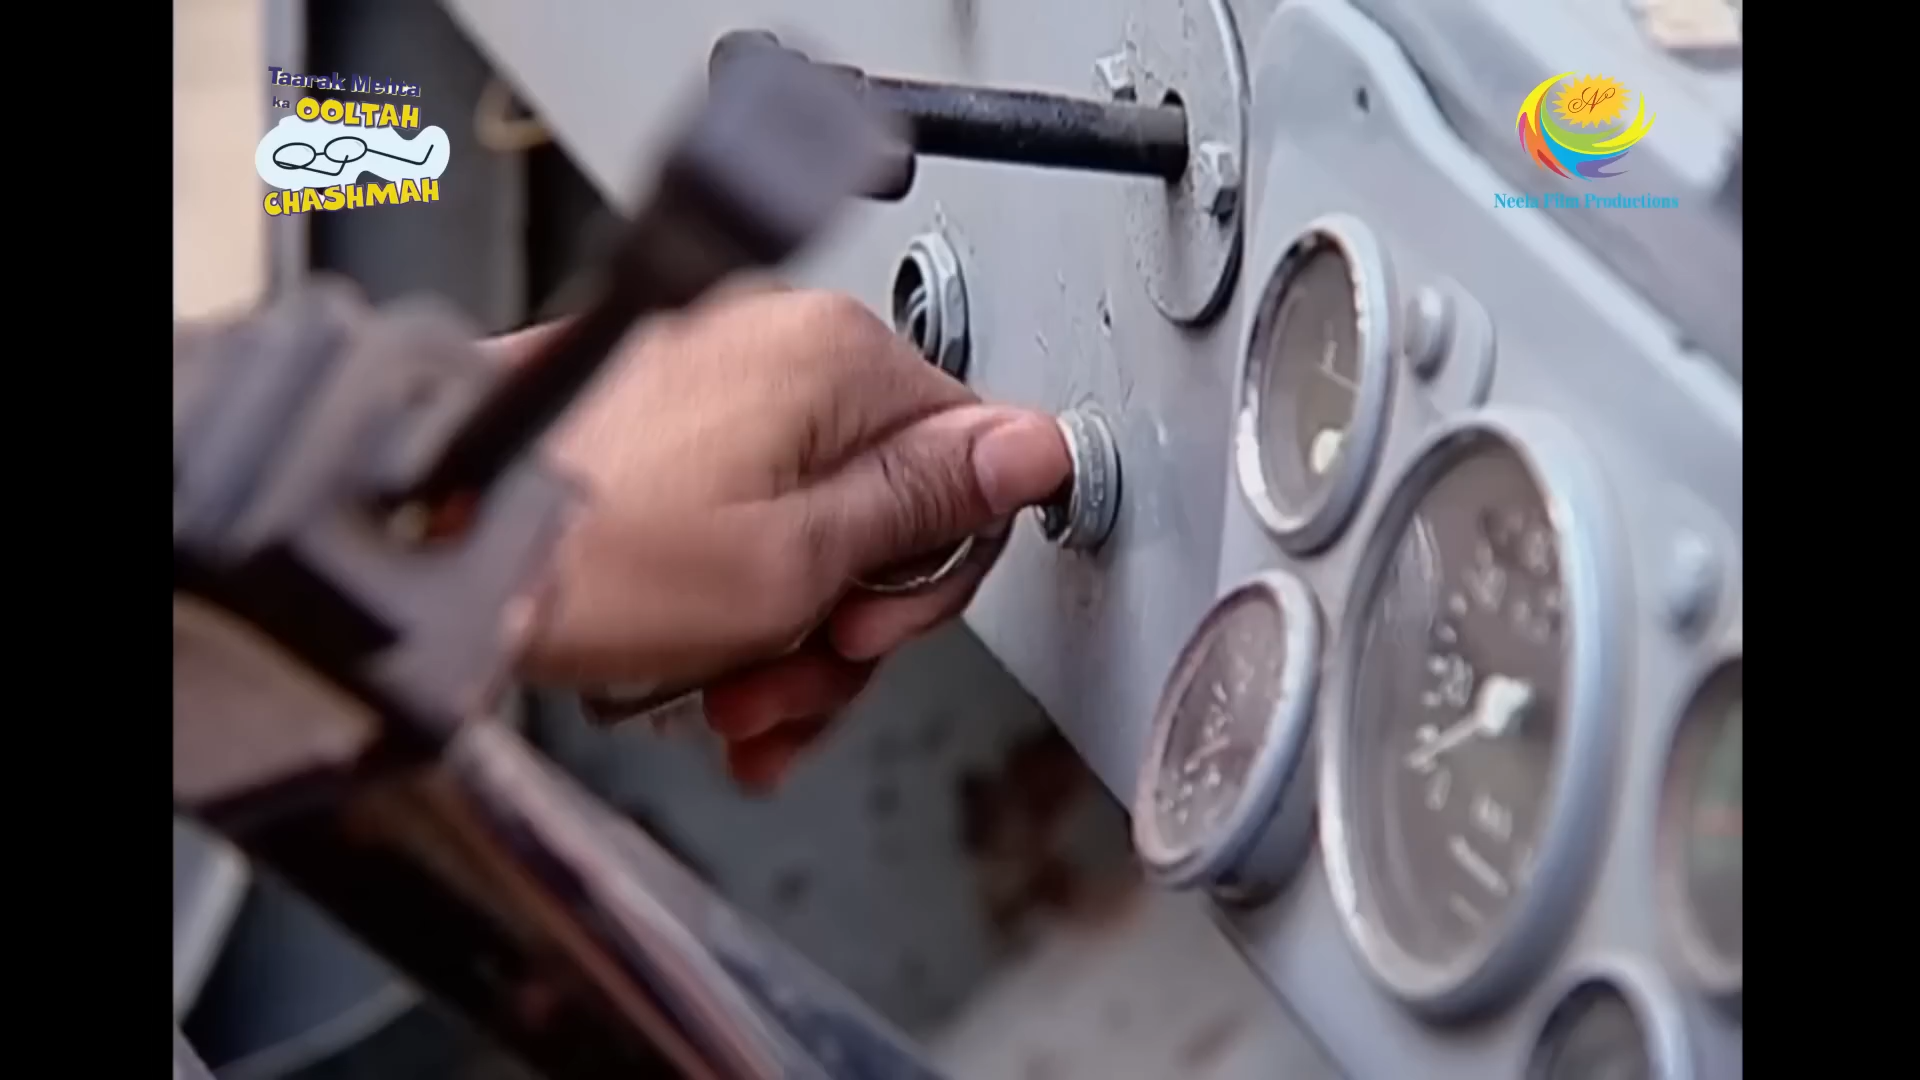 Taarak Mehta
ka OOLTAH
CHASHMAH
N
Neela Film Productions